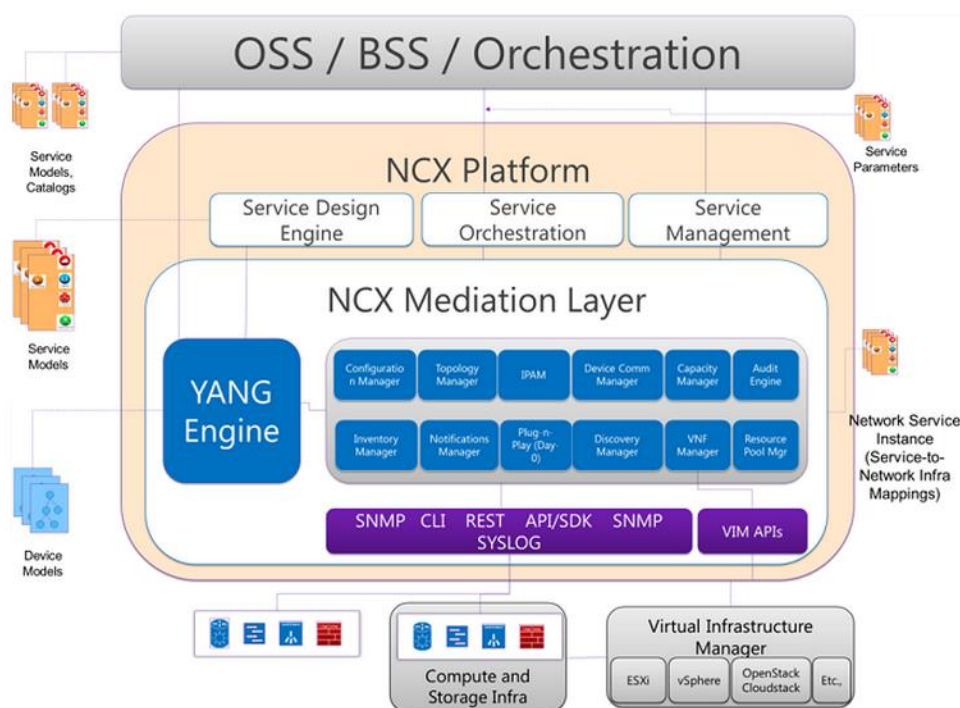 OSS / BSS / Orchestration
Service
Models,
Catalogs
Service
Parameters
NCX Platform
Service Design
Engine
Service
Orchestration
Service
Management
NCX Mediation Layer
Service
Models
YANG
Engine
Configuratio
n Manager
Topology
Manager
IPAM
Device Comm
Manager
Capacity
Manager
Audit
Engine
Inventory
Manager
Notifications
Manager
Plug-n-
Play (Day-
0)
Discovery
Manager
VNF
Manager
Resource
Pool Mgr
Network Service
Instance
(Service-to-
Network Infra
Mappings)
Device
Models
SNMP CLI REST API/SDK SNMP
SYSLOG
VIM APIs
Compute and
Storage Infra
Virtual Infrastructure
Manager
ESXi
vSphere
OpenStack
Cloudstack
Etc.,